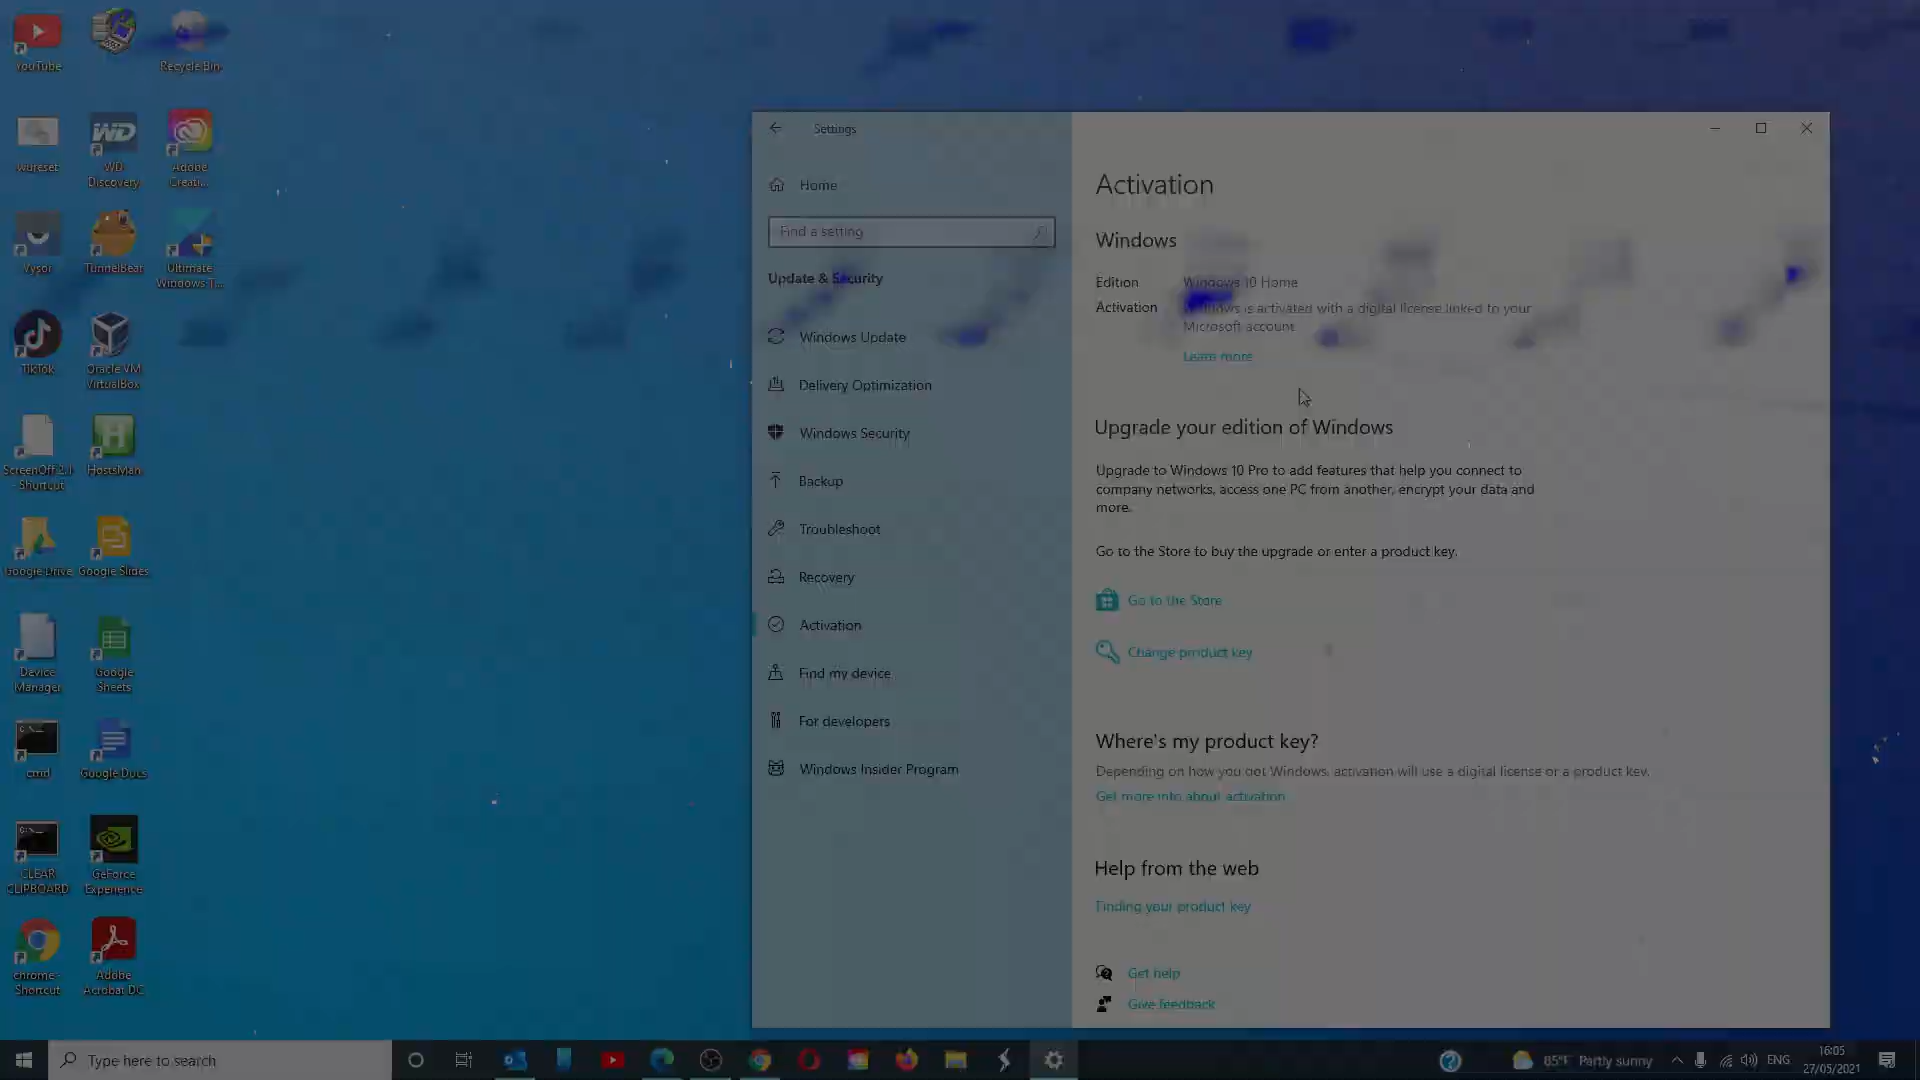 YouTube
Recycle Bin
wureset
WD
Discovery
Adobe
Creati...
Vysor
TunnelBear
Ultimate
Windows T...
TikTok
Oracle VM
VirtualBox
ScreenOff 2.1
- Shortcut
HostsMan
Google Drive
Google Slides
Device
Manager
Google
Sheets
cmd
Google Docs
CLEAR
CLIPBOARD
GeForce
Experience
chrome -
Shortcut
Adobe
Acrobat DC
Settings
Home
Find a setting
Update & Security
Windows Update
Delivery Optimization
Windows Security
Backup
Troubleshoot
Recovery
Activation
Find my device
For developers
Windows Insider Program
Activation
Windows
Edition Windows 10 Home
Activation Windows is activated with a digital license linked to your
Microsoft account
Learn more
Upgrade your edition of Windows
Upgrade to Windows 10 Pro to add features that help you connect to
company networks, access one PC from another, encrypt your data and
more.
Go to the Store to buy the upgrade or enter a product key.
Go to the Store
Change product key
Where's my product key?
Depending on how you got Windows, activation will use a digital license or a product key.
Get more info about activation
Help from the web
Finding your product key
Get help
Give feedback
Type here to search
85°F Partly sunny
ENG
16:05
27/05/2021